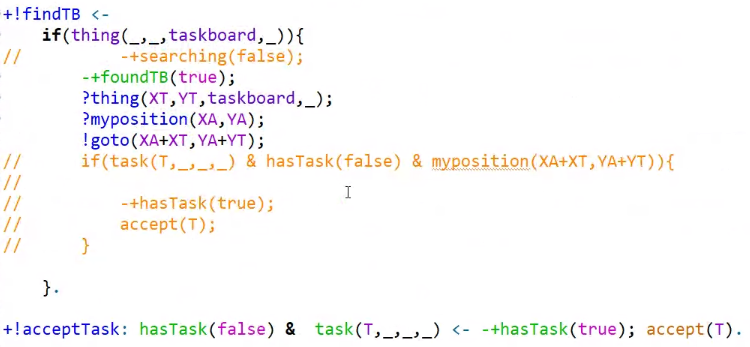 +!findTB <-
if(thing(_,_,taskboard,_)){
// -+searching(false);
-+foundTB(true);
?thing(XT,YT,taskboard,_);
?myposition(XA,YA);
!goto(XA+XT,YA+YT);
// if(task(T,_,_,_) & hasTask(false) & myposition(XA+XT,YA+YT)){
//
// -+hasTask(true);
// accept(T);
// }
}.
+!acceptTask: hasTask(false) & task(T,_,_,_) <- -+hasTask(true); accept(T).